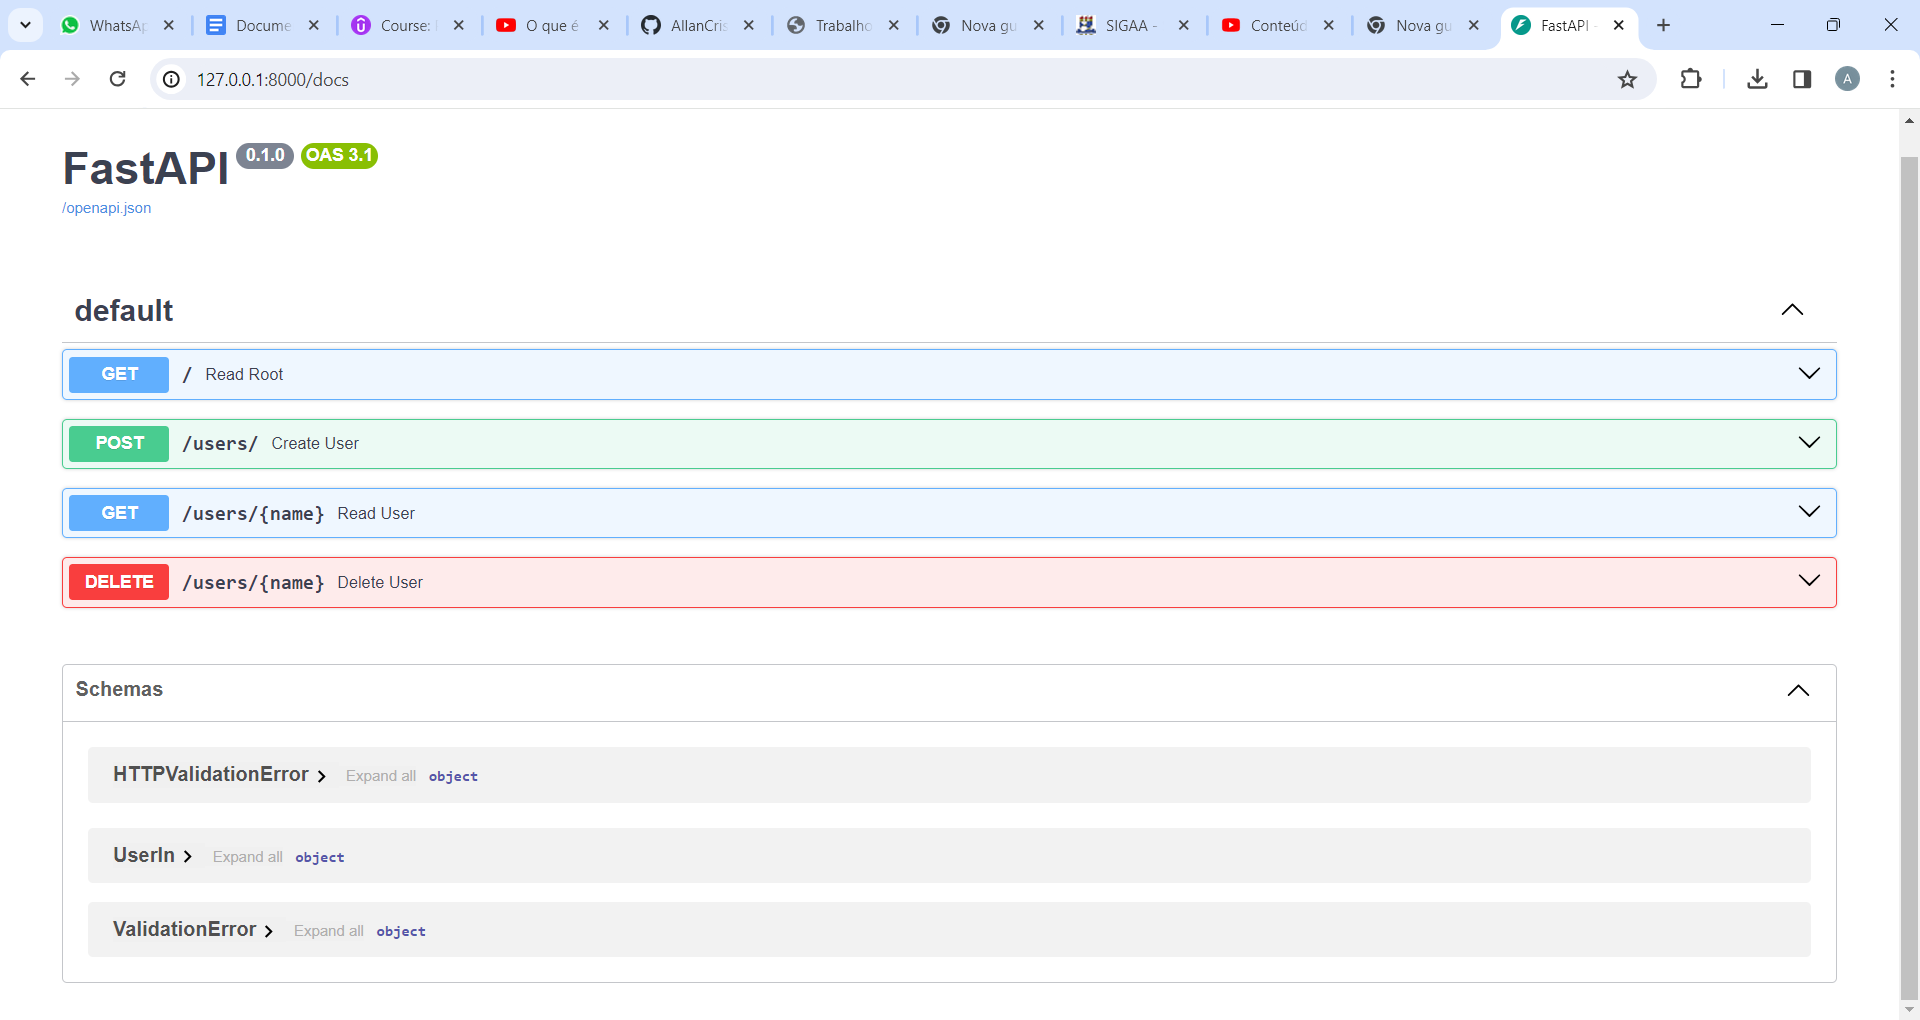 WhatsAp Docume Course: O que é AllanCris Trabalho Nova gu SIGAA - Conteúd Nova gu FastAPI -
127.0.0.1:8000/docs A
FastAPI 0.1.0 OAS 3.1
/openapi.json
default
GET / Read Root
POST /users/ Create User
GET /users/{name} Read User
DELETE /users/{name} Delete User
Schemas
HTTPValidationError Expand all object
UserIn Expand all object
ValidationError Expand all object